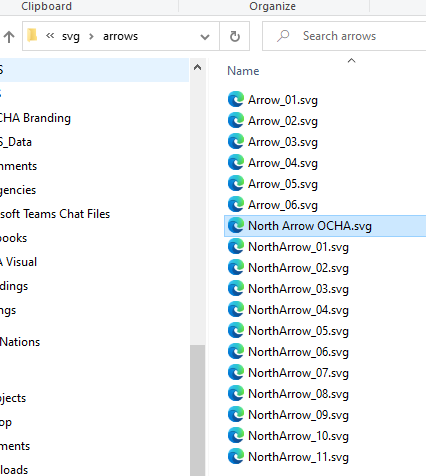 Clipboard
Organize
svg
arrows
Search arrows
Name
S
CHA Branding
S_Data
nments
gencies
soft Teams Chat Files
books
A Visual
dings
ngs
Nations
ojects
op
ments
loads
Arrow_01.svg
Arrow_02.svg
Arrow_03.svg
Arrow_04.svg
Arrow_05.svg
Arrow_06.svg
North Arrow OCHA.svg
NorthArrow_01.svg
NorthArrow_02.svg
NorthArrow_03.svg
NorthArrow_04.svg
NorthArrow_05.svg
NorthArrow_06.svg
NorthArrow_07.svg
NorthArrow_08.svg
NorthArrow_09.svg
NorthArrow_10.svg
NorthArrow_11.svg